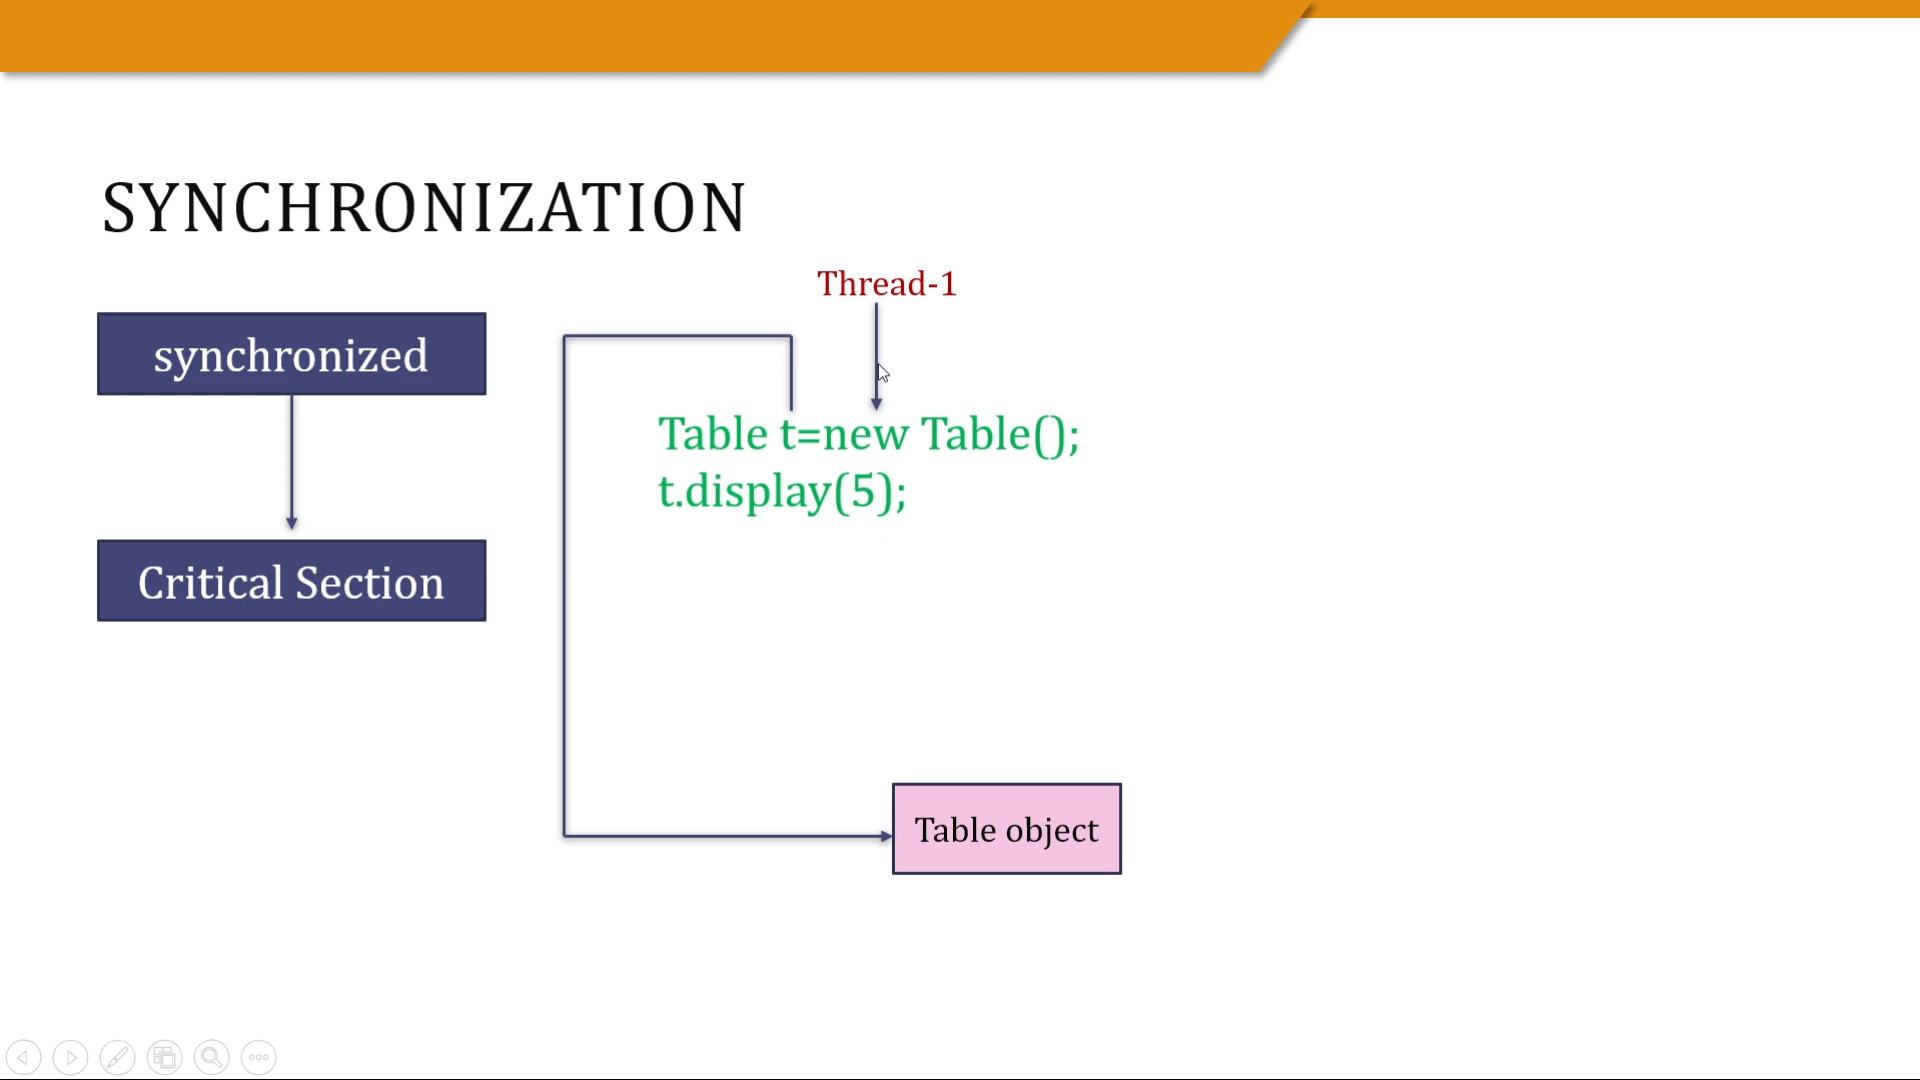 SYNCHRONIZATION
synchronized
Critical Section
Thread-1
Table t=new Table();
t.display(5);
Table object